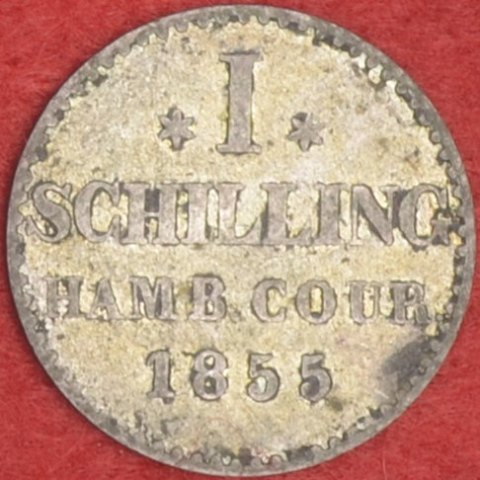 * I *
SCHILLING
HAMB. COUR.
1855